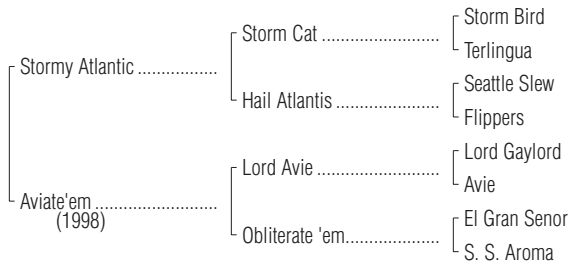 Storm Bird
Storm Cat ........................
Terlingua
Stormy Atlantic ................
Seattle Slew
Hail Atlantis .....................
Flippers
Lord Gaylord
Lord Avie .........................
Avie
Aviate'em ........................
(1998)
El Gran Senor
Obliterate 'em...................
S. S. Aroma